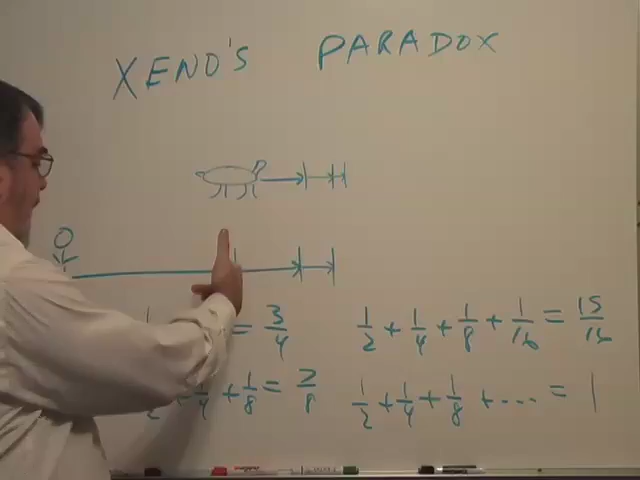 XENO'S PARADOX
= 3/4
1/2 + 1/4 + 1/8 + 1/16 = 15/16
+ 1/8 = 2/8
1/2 + 1/4 + 1/8 + .... = 1